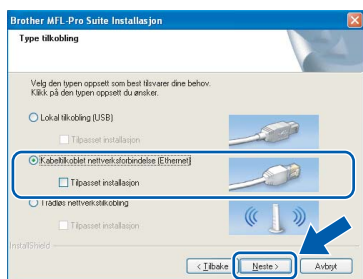 Brother MFL-Pro Suite Installasjon
Type tilkobling
Velg den typen oppsett som best tilsvarer dine behov.
Klikk på den typen oppsett du ønsker.
Lokal tilkobling (USB)
Tilpasset installasjon
Kabeltilkoblet nettverksforbindelse (Ethernet)
Tilpasset installasjon
Trådløs nettverkstilkobling
Tilpasset installasjon
InstallShield
< Tilbake
Neste >
Avbryt